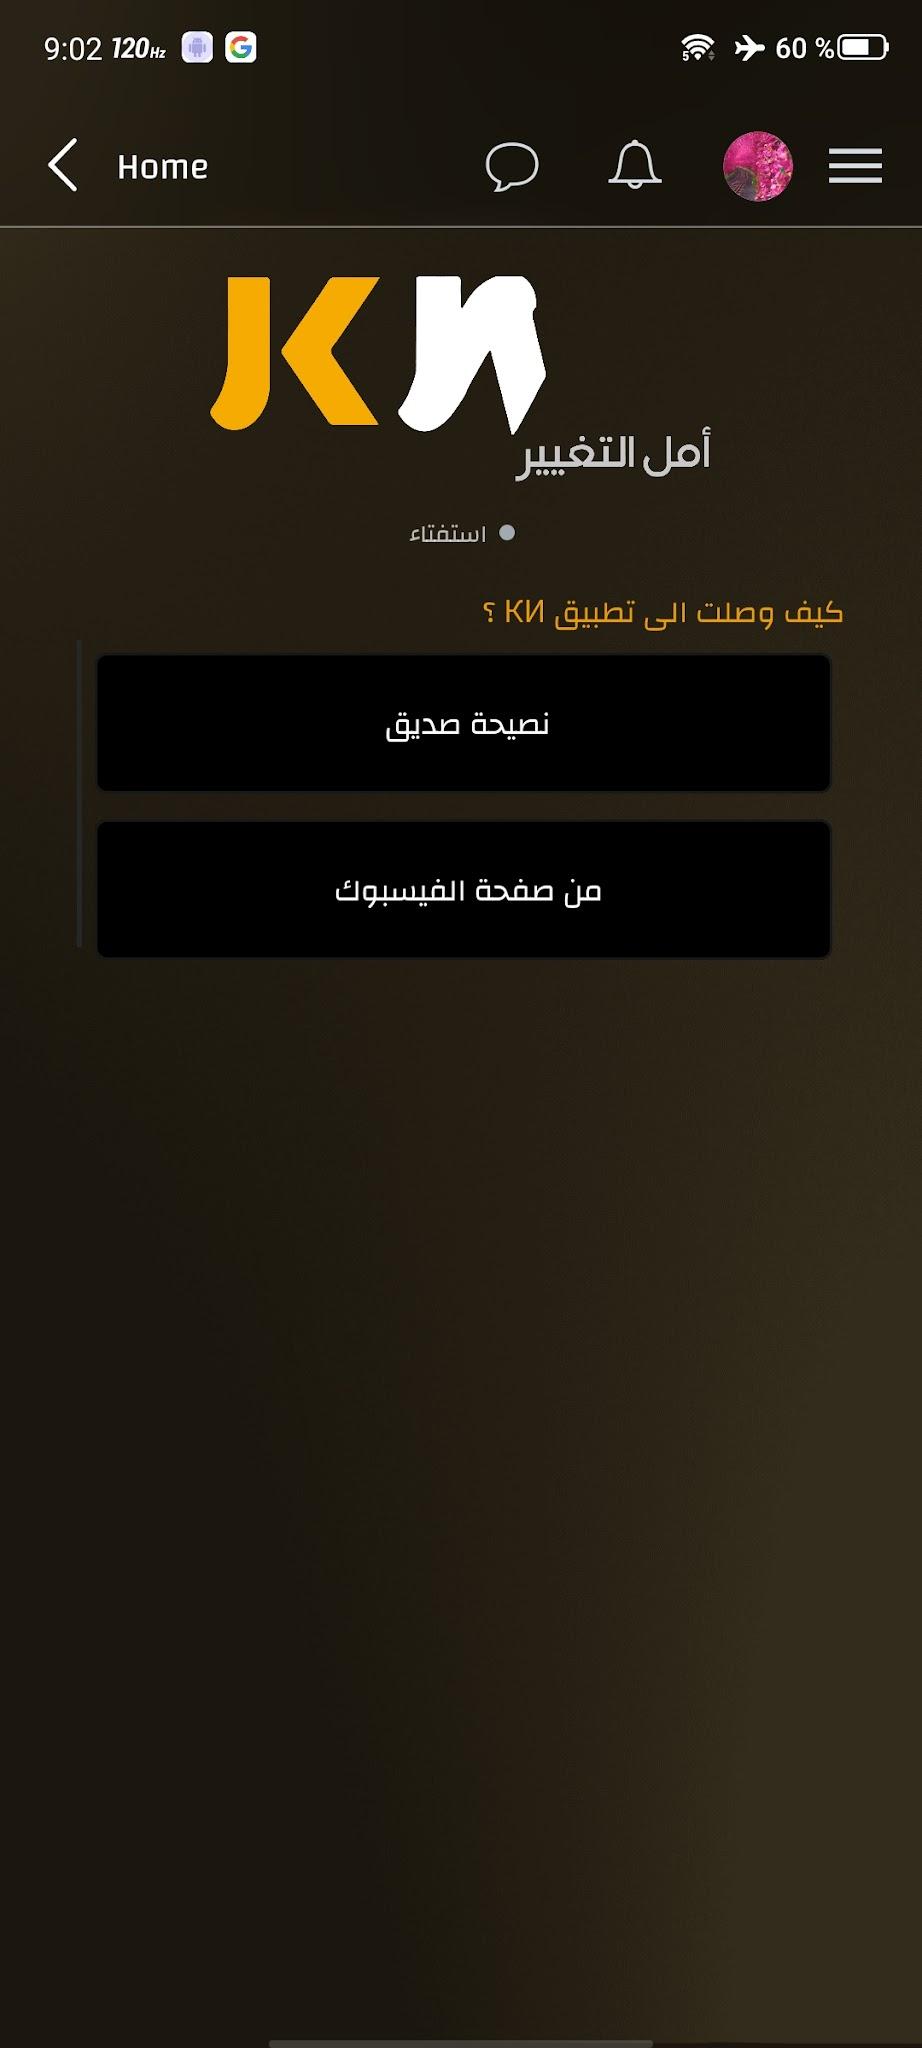 9:02 120Hz 60 %
Home
KN
أمل التغيير
استفتاء
كيف وصلت الى تطبيق KN ؟
نصيحة صديق
من صفحة الفيسبوك